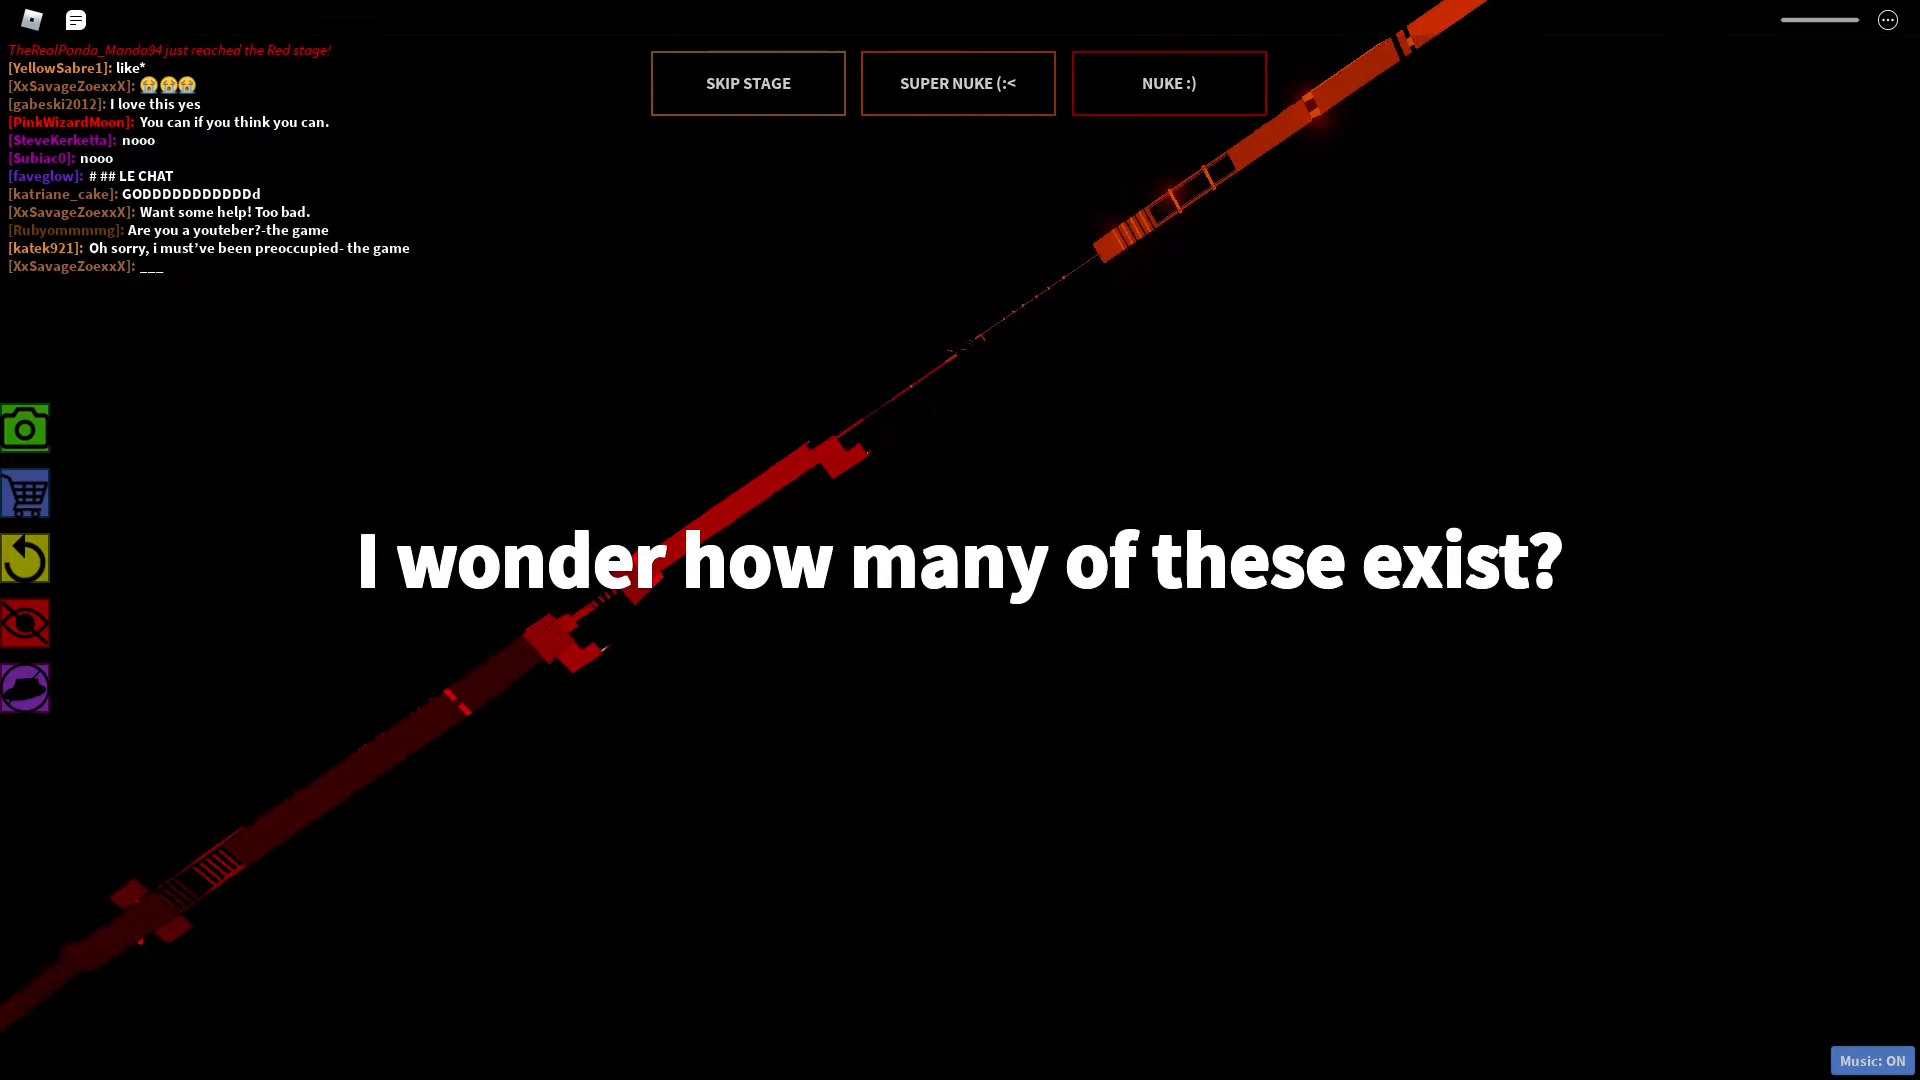 TheRealPanda_Manda94 just reached the Red stage!
[YellowSabre1]: like*
[XxSavageZoexxX]: 😭😭😭
[gabeski2012]: I love this yes
[PinkWizardMoon]: You can if you think you can.
[SteveKerketta]: nooo
[Subiac0]: nooo
[faveglow]: # ## LE CHAT
[katriane_cake]: GODDDDDDDDDDDd
[XxSavageZoexxX]: Want some help! Too bad.
[Rubyommmmg]: Are you a youteber?-the game
[katek921]: Oh sorry, i must’ve been preoccupied- the game
[XxSavageZoexxX]: ___
SKIP STAGE
SUPER NUKE (:<
NUKE :)
I wonder how many of these exist?
Music: ON